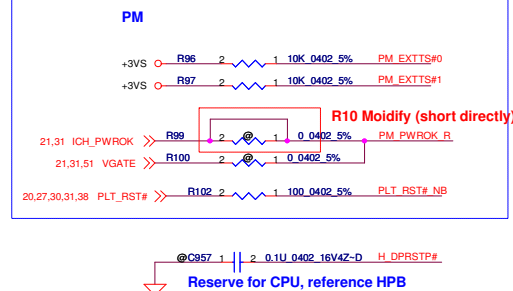 PM
+3VS R96 2 1 10K_0402_5% PM_EXTTS#0
+3VS R97 2 1 10K_0402_5% PM_EXTTS#1
R10 Moidify (short directly)
21,31 ICH_PWROK R99 2 @ 1 0_0402_5% PM_PWROK_R
21,31,51 VGATE R100 2 @ 1 0_0402_5%
20,27,30,31,38 PLT_RST# R102 2 1 100_0402_5% PLT_RST#_NB
@C957 1 2 0.1U_0402_16V4Z~D H_DPRSTP#
Reserve for CPU, reference HPB